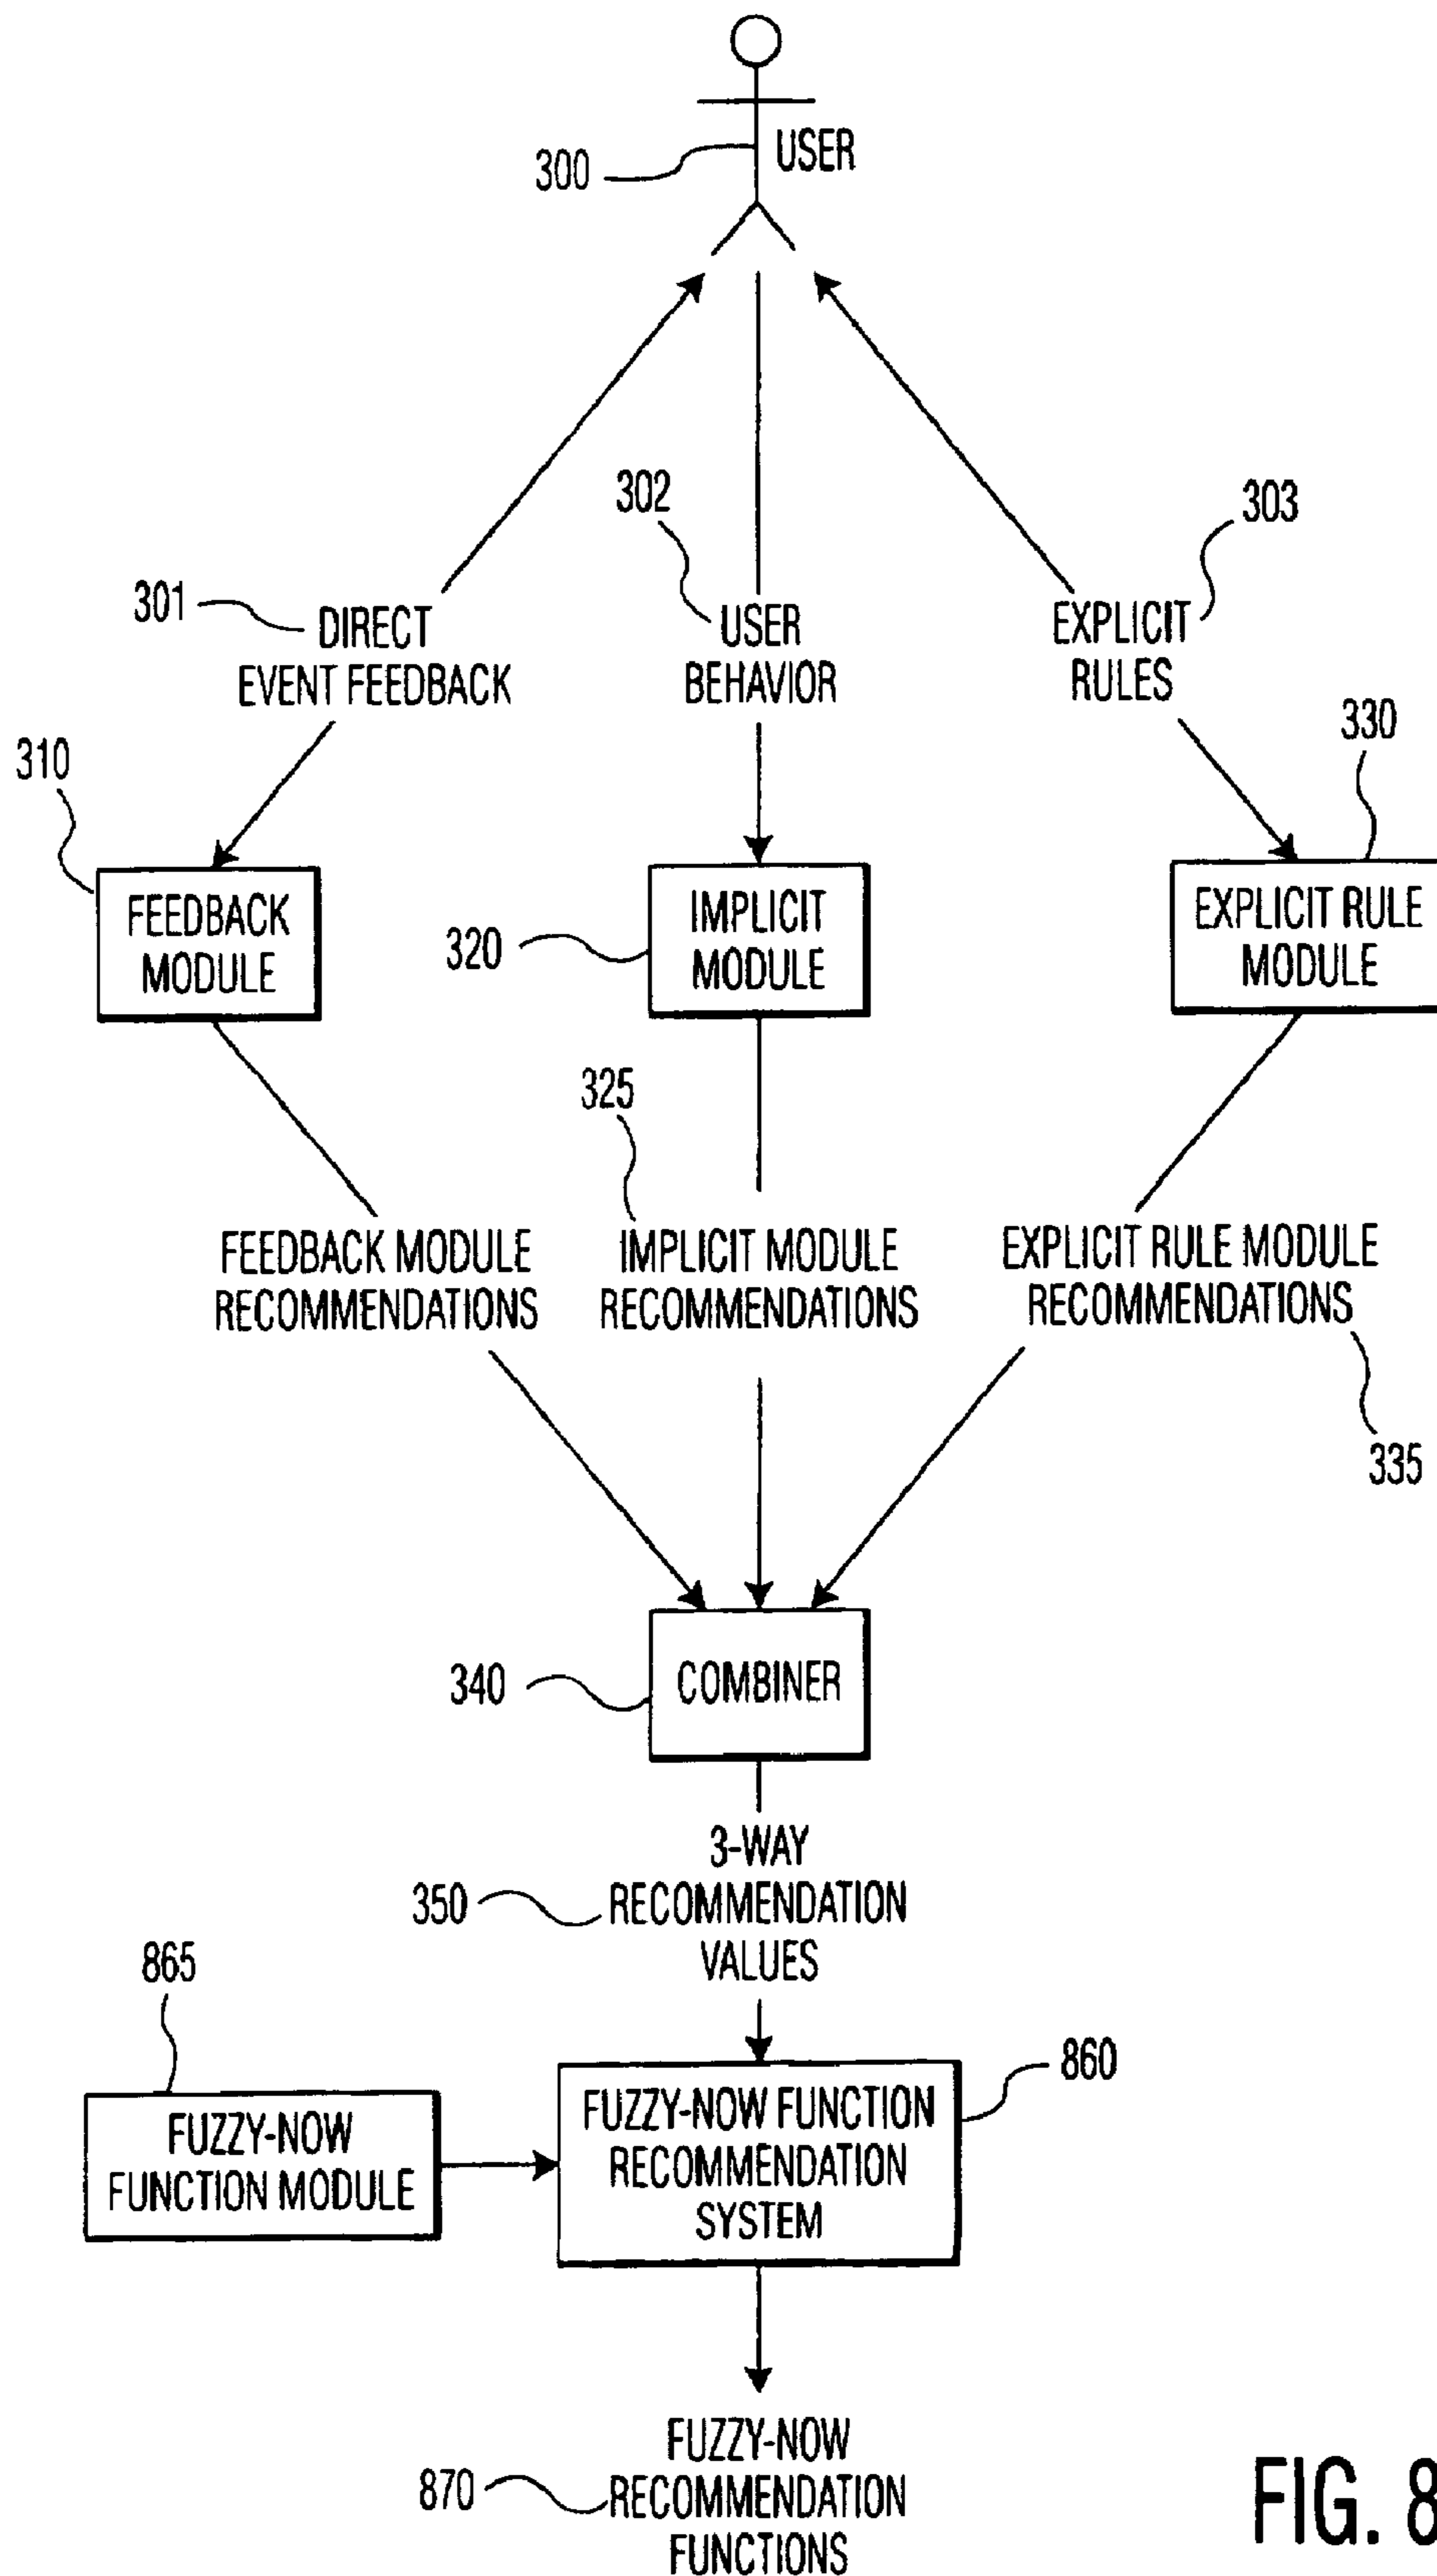 300
USER
302
303
301
DIRECT
EVENT FEEDBACK
USER
BEHAVIOR
EXPLICIT
RULES
310
330
FEEDBACK
MODULE
320
IMPLICIT
MODULE
EXPLICIT RULE
MODULE
325
FEEDBACK MODULE
RECOMMENDATIONS
IMPLICIT MODULE
RECOMMENDATIONS
EXPLICIT RULE MODULE
RECOMMENDATIONS
335
340
COMBINER
3-WAY
350
RECOMMENDATION
VALUES
865
860
FUZZY-NOW
FUNCTION MODULE
FUZZY-NOW FUNCTION
RECOMMENDATION
SYSTEM
FUZZY-NOW
870
RECOMMENDATION
FUNCTIONS
FIG. 8